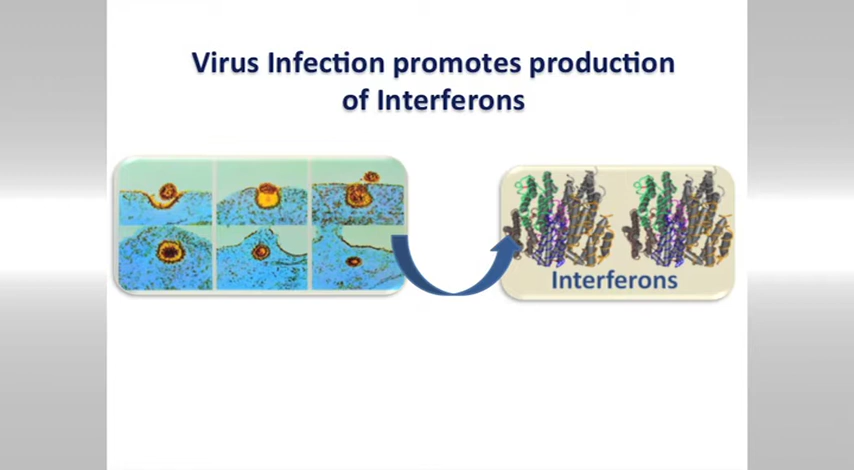 Virus Infection promotes production
of Interferons
Interferons